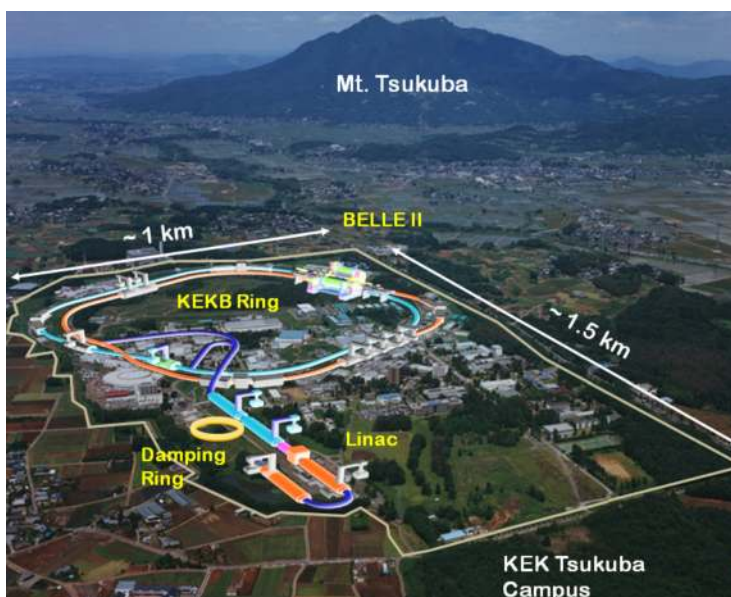 Mt. Tsukuba
BELLE II
~ 1 km
KEKB Ring
~ 1.5 km
Linac
Damping
Ring
KEK Tsukuba
Campus